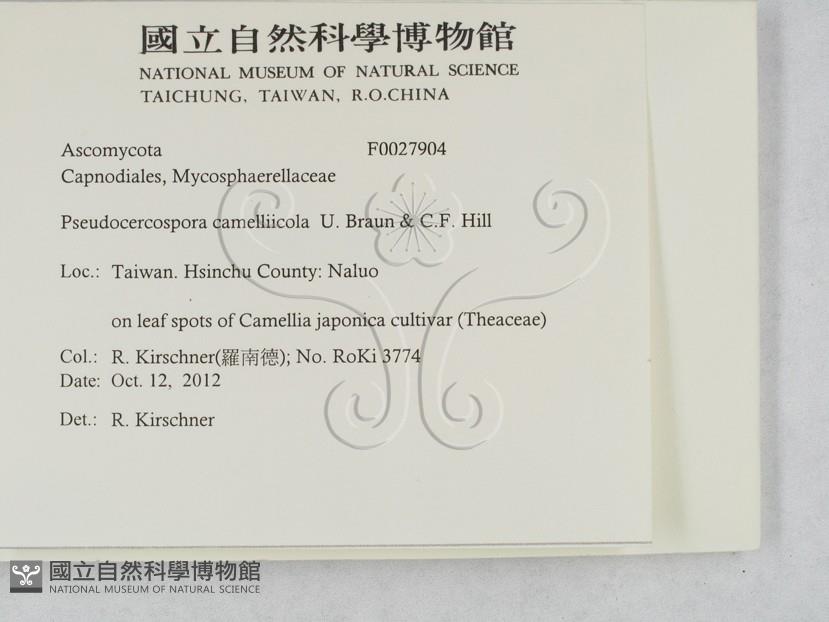 國立自然科學博物館
NATIONAL MUSEUM OF NATURAL SCIENCE
TAICHUNG, TAIWAN, R.O.CHINA
Ascomycota F0027904
Capnodiales, Mycosphaerellaceae
Pseudocercospora camelliicola U. Braun & C.F. Hill
Loc.: Taiwan. Hsinchu County: Naluo
on leaf spots of Camellia japonica cultivar (Theaceae)
Col.: R. Kirschner(羅南德); No. RoKi 3774
Date: Oct. 12, 2012
Det.: R. Kirschner
國立自然科學博物館
NATIONAL MUSEUM OF NATURAL SCIENCE